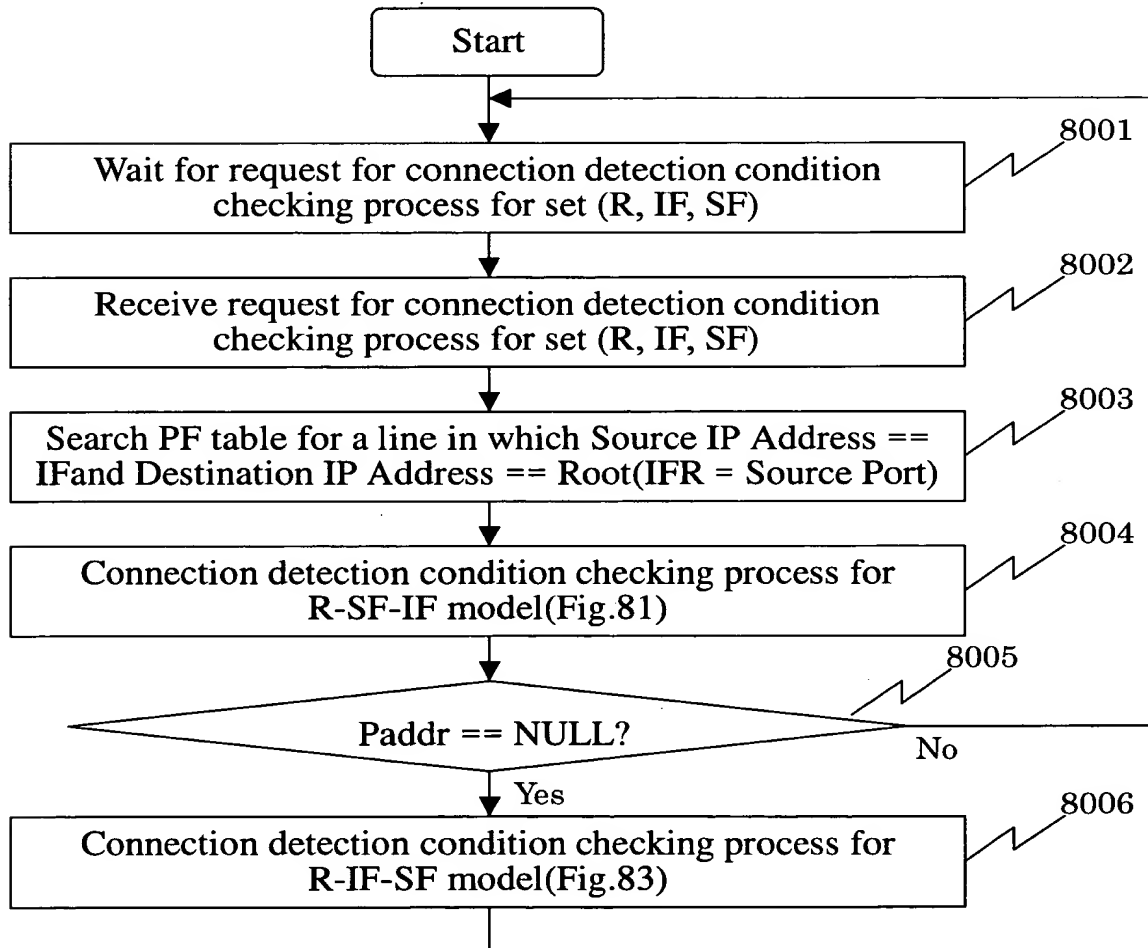 Start
8001
Wait for request for connection detection condition
checking process for set (R, IF, SF)
8002
Receive request for connection detection condition
checking process for set (R, IF, SF)
8003
Search PF table for a line in which Source IP Address ==
IFand Destination IP Address == Root(IFR = Source Port)
8004
Connection detection condition checking process for
R-SF-IF model(Fig.81)
8005
Paddr == NULL?
No
Yes
8006
Connection detection condition checking process for
R-IF-SF model(Fig.83)